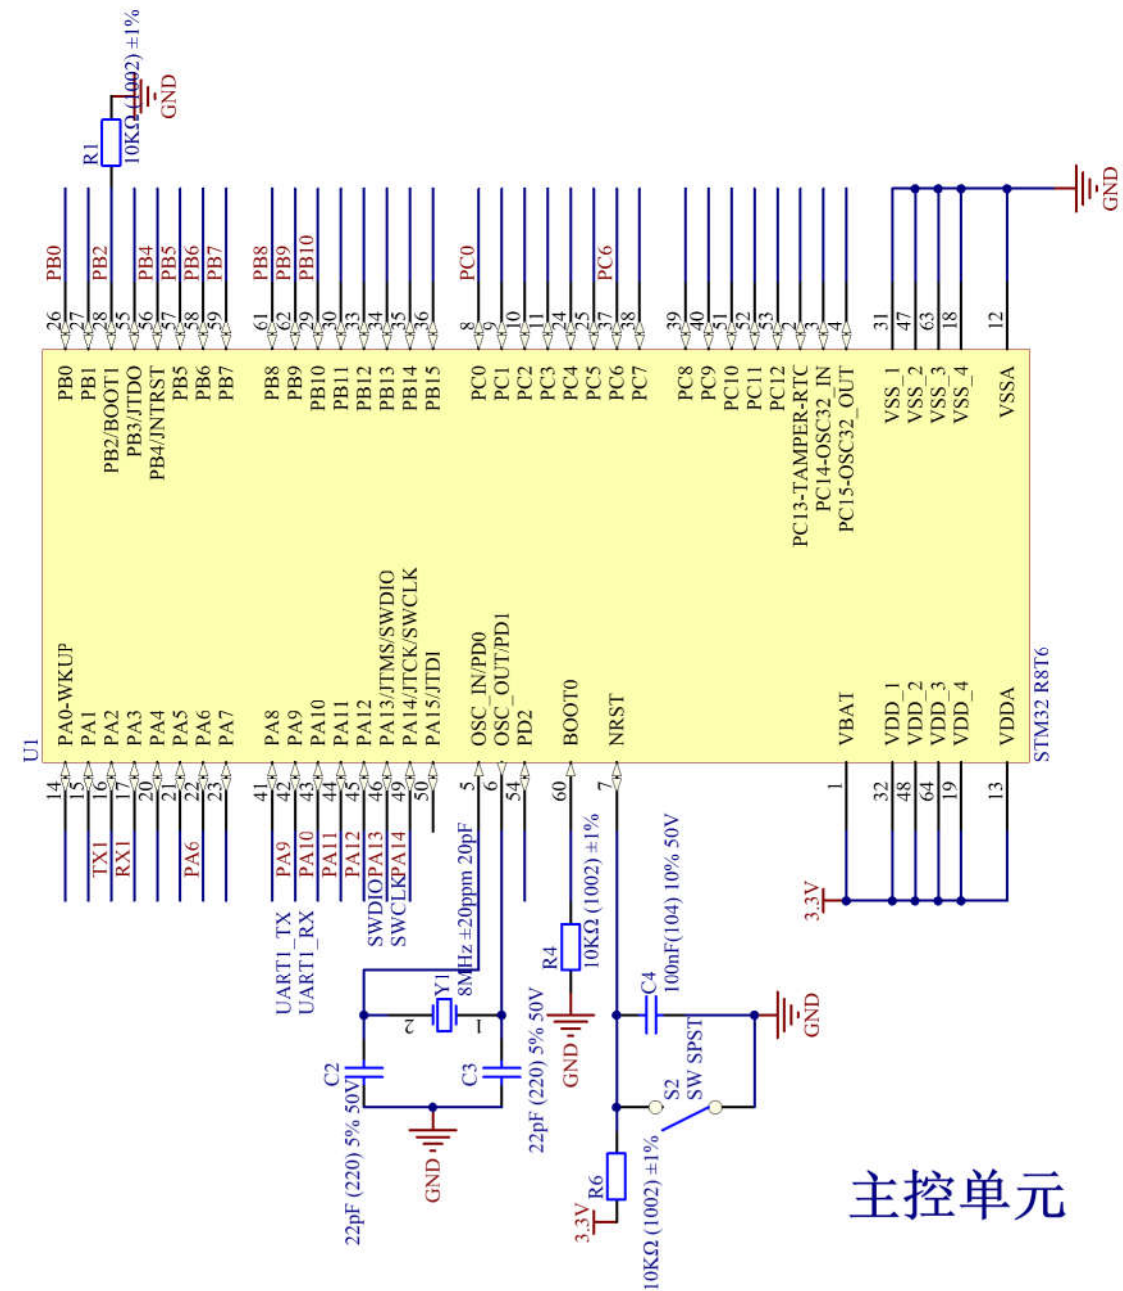 10KΩ (1002) ±1%
R1
GND
PB0
PB2
PB4
PB5
PB6
PB7
PB8
PB9
PB10
PC0
PC6
GND
26
27
28
55
56
57
58
59
61
62
29
30
33
34
35
36
8
9
10
11
24
25
37
38
39
40
51
52
53
2
3
4
31
47
63
18
12
PB0
PB1
PB2/BOOT1
PB3/JTDO
PB4/JNTRST
PB5
PB6
PB7
PB8
PB9
PB10
PB11
PB12
PB13
PB14
PB15
PC0
PC1
PC2
PC3
PC4
PC5
PC6
PC7
PC8
PC9
PC10
PC11
PC12
PC13-TAMPER-RTC
PC14-OSC32_IN
PC15-OSC32_OUT
VSS_1
VSS_2
VSS_3
VSS_4
VSSA
U1
PA0-WKUP
PA1
PA2
PA3
PA4
PA5
PA6
PA7
PA8
PA9
PA10
PA11
PA12
PA13/JTMS/SWDIO
PA14/JTCK/SWCLK
PA15/JTDI
OSC_IN/PD0
OSC_OUT/PD1
PD2
BOOT0
NRST
VBAT
VDD_1
VDD_2
VDD_3
VDD_4
VDDA
STM32 R8T6
14
15
16
17
20
21
22
23
41
42
43
44
45
46
49
50
5
6
54
60
7
1
32
48
64
19
13
TX1
RX1
PA6
PA9
PA10
PA11
PA12
SWDIO PA13
SWCLK PA14
UART1_TX
UART1_RX
Y1
8MHz ±20ppm 20pF
2
1
C2
22pF (220) 5% 50V
C3
22pF (220) 5% 50V
GND
R4
10KΩ (1002) ±1%
GND
C4
100nF(104) 10% 50V
S2
SW SPST
GND
R6
10KΩ (1002) ±1%
3.3V
3.3V
主控单元